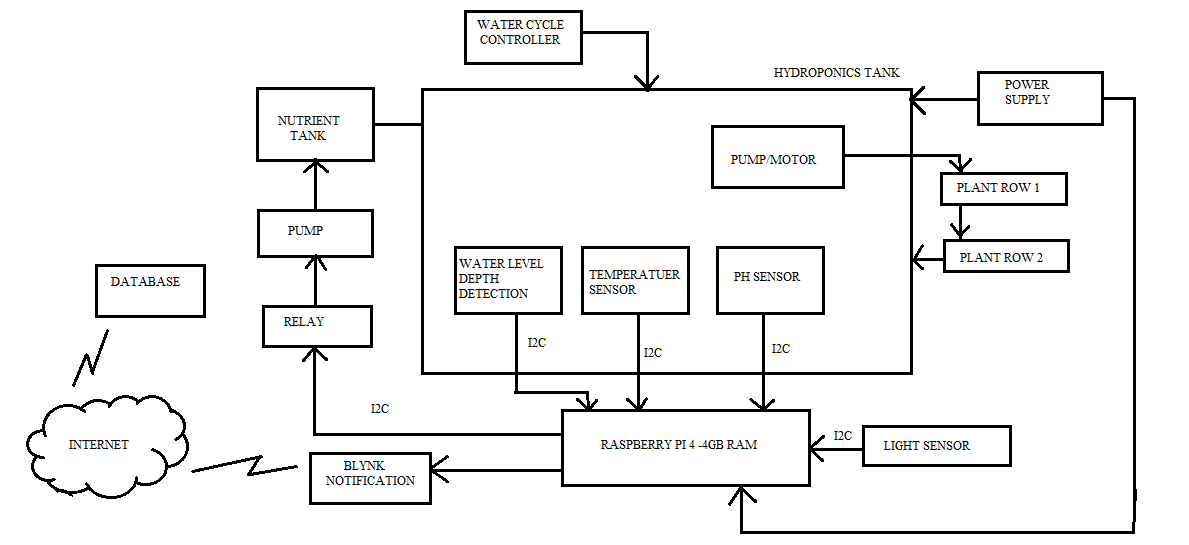 WATER CYCLE
CONTROLLER
HYDROPONICS TANK
POWER
SUPPLY
NUTRIENT
TANK
PUMP/MOTOR
PLANT ROW 1
PUMP
PLANT ROW 2
WATER LEVEL
DEPTH
DETECTION
TEMPERATUER
SENSOR
PH SENSOR
DATABASE
RELAY
I2C
I2C
I2C
I2C
INTERNET
RASPBERRY PI 4 -4GB RAM
I2C
LIGHT SENSOR
BLYNK
NOTIFICATION